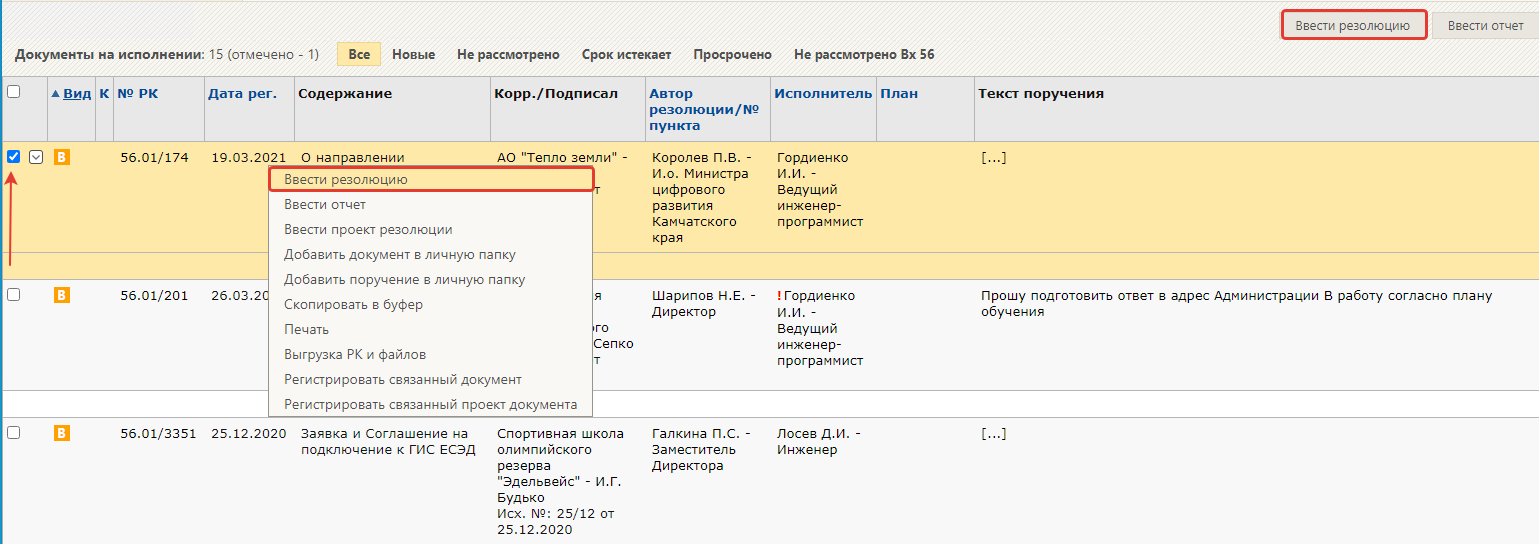 Ввести резолюцию Ввести отчет
Документы на исполнении: 15 (отмечено - 1) Все Новые Не рассмотрено Срок истекает Просрочено Не рассмотрено Вх 56
Вид К № РК Дата рег. Содержание Корр./Подписал Автор резолюции/№ пункта Исполнитель План Текст поручения
В 56.01/174 19.03.2021 О направлении АО "Тепло земли" -
т
Королев П.В. -
И.о. Министра
цифрового
развития
Камчатского
края
Гордиенко
И.И. -
Ведущий
инженер-
программист
[...]
Ввести резолюцию
Ввести отчет
Ввести проект резолюции
Добавить документ в личную папку
Добавить поручение в личную папку
Скопировать в буфер
Печать
Выгрузка РК и файлов
Регистрировать связанный документ
Регистрировать связанный проект документа
В 56.01/201 26.03.20
я
ого
Сепко
т
Шарипов Н.Е. -
Директор
!Гордиенко
И.И. -
Ведущий
инженер-
программист
Прошу подготовить ответ в адрес Администрации В работу согласно плану
обучения
В 56.01/3351 25.12.2020
Заявка и Соглашение на
подключение к ГИС ЕСЭД
Спортивная школа
олимпийского
резерва
"Эдельвейс" - И.Г.
Будько
Исх. №: 25/12 от
25.12.2020
Галкина П.С. -
Заместитель
Директора
Лосев Д.И. -
Инженер
[...]